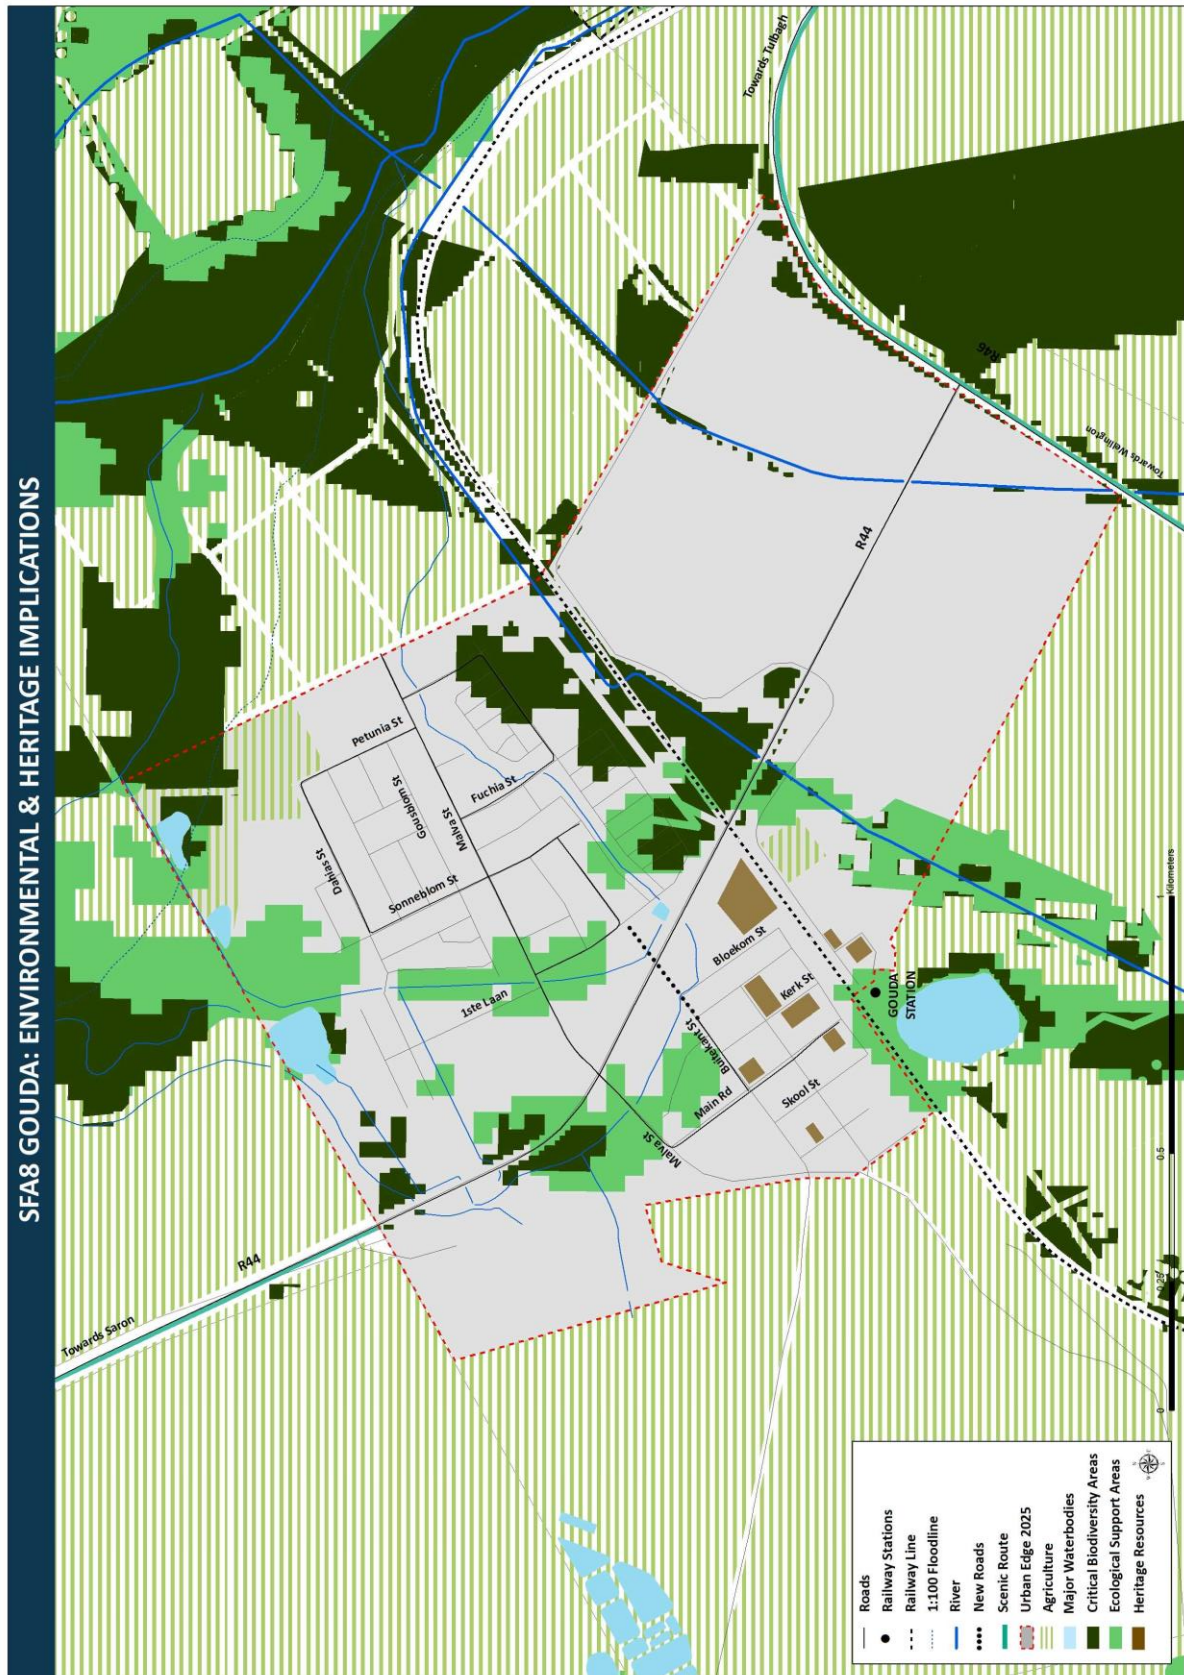 SFA8 GOUDA: ENVIRONMENTAL & HERITAGE IMPLICATIONS
Towards Saron
R44
Towards Tulbagh
R46
Towards Wellington
R44
Petunia St
Gousblom St
Dahlias St
Malva St
Fuchia St
Sonneblom St
1ste Laan
Bloekom St
Buitekant St
Kerk St
Main Rd
Skool St
Malva St
GOUDA
STATION
Roads
Railway Stations
Railway Line
1:100 Floodline
River
New Roads
Scenic Route
Urban Edge 2025
Agriculture
Major Waterbodies
Critical Biodiversity Areas
Ecological Support Areas
Heritage Resources
0 0.25 0.5 1
Kilometers